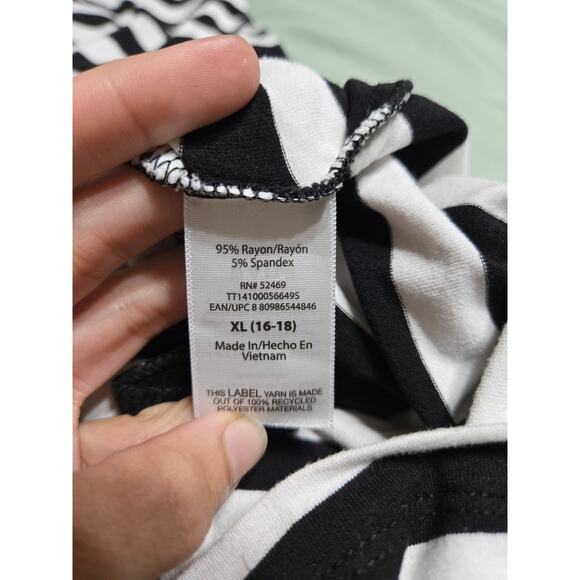 95% Rayon/Rayón
5% Spandex
RN# 52469
TT14100056649S
EAN/UPC 8 80986544846
XL (16-18)
Made In/Hecho En
Vietnam
THIS LABEL YARN IS MADE
OUT OF 100% RECYCLED
POLYESTER MATERIALS